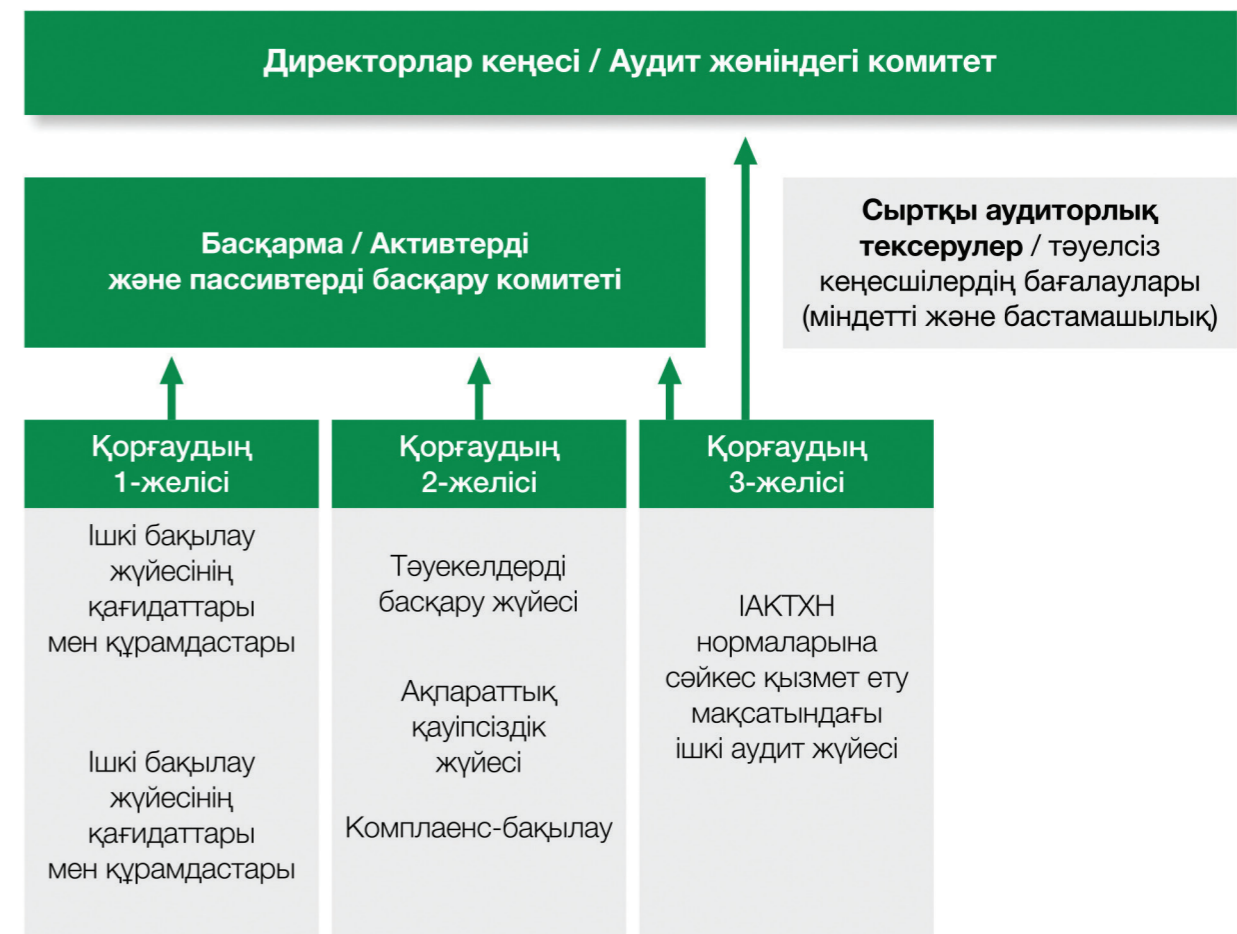 Директорлар кеңесі / Аудит жөніндегі комитет
Басқарма / Активтерді
және пассивтерді басқару комитеті
Сыртқы аудиторлық
тексерулер / тәуелсіз
кеңесшілердің бағалаулары
(міндетті және бастамашылық)
Қорғаудың
1-желісі
Ішкі бақылау
жүйесінің
қағидаттары
мен құрамдастары
Ішкі бақылау
жүйесінің
қағидаттары
мен құрамдастары
Қорғаудың
2-желісі
Тәуекелдерді
басқару жүйесі
Ақпараттық
қауіпсіздік
жүйесі
Комплаенс-бақылау
Қорғаудың
3-желісі
ІАКТХН
нормаларына
сәйкес қызмет ету
мақсатындағы
ішкі аудит жүйесі